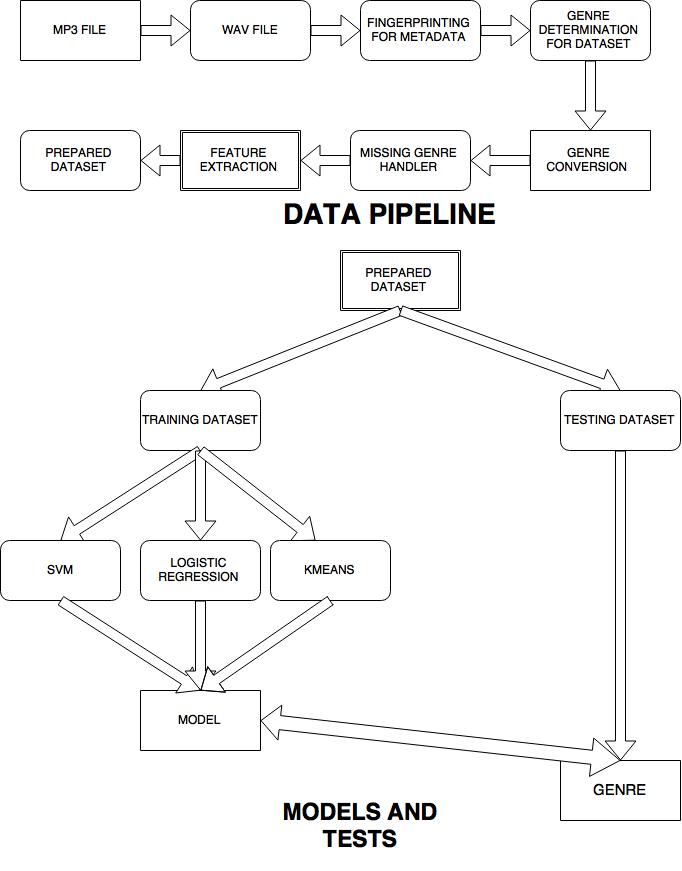 MP3 FILE
WAV FILE
FINGERPRINTING
FOR METADATA
GENRE
DETERMINATION
FOR DATASET
PREPARED
DATASET
FEATURE
EXTRACTION
MISSING GENRE
HANDLER
GENRE
CONVERSION
DATA PIPELINE
PREPARED
DATASET
TRAINING DATASET
TESTING DATASET
SVM
LOGISTIC
REGRESSION
KMEANS
MODEL
GENRE
MODELS AND
TESTS